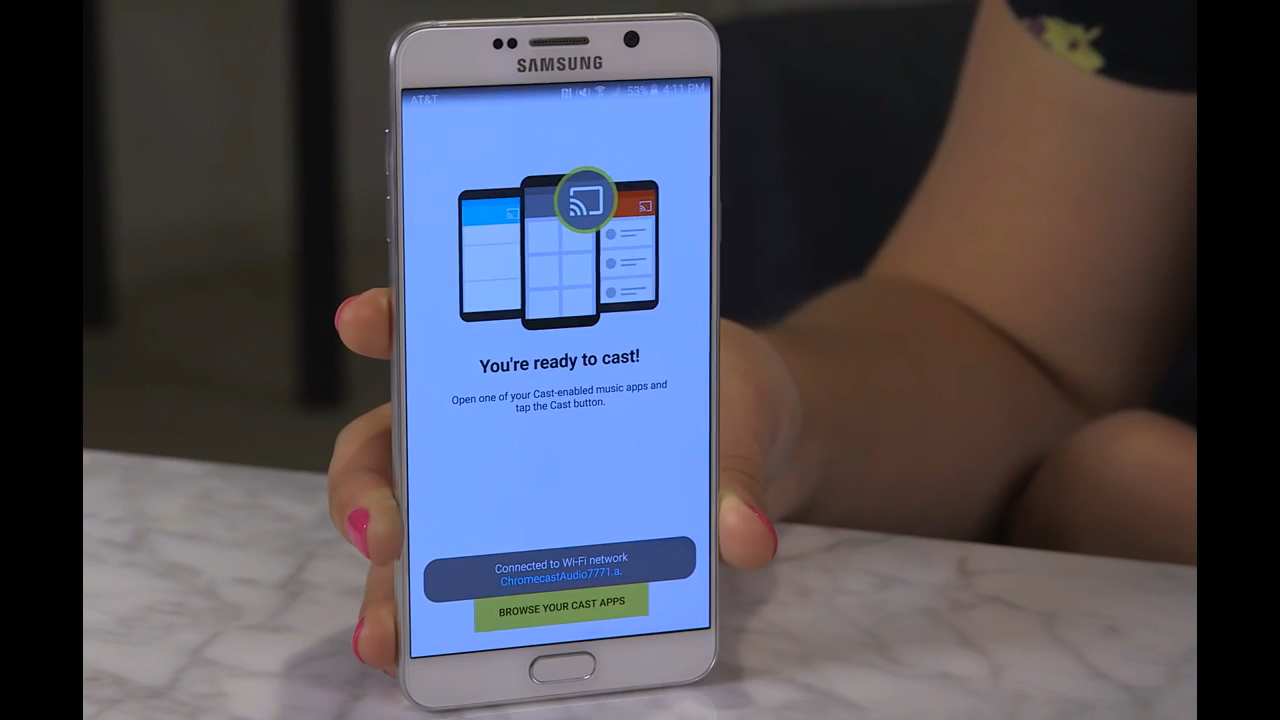 SAMSUNG
AT&T 53% 4:11 PM
You're ready to cast!
Open one of your Cast-enabled music apps and
tap the Cast button.
Connected to Wi-Fi network
ChromecastAudio7771.a.
BROWSE YOUR CAST APPS